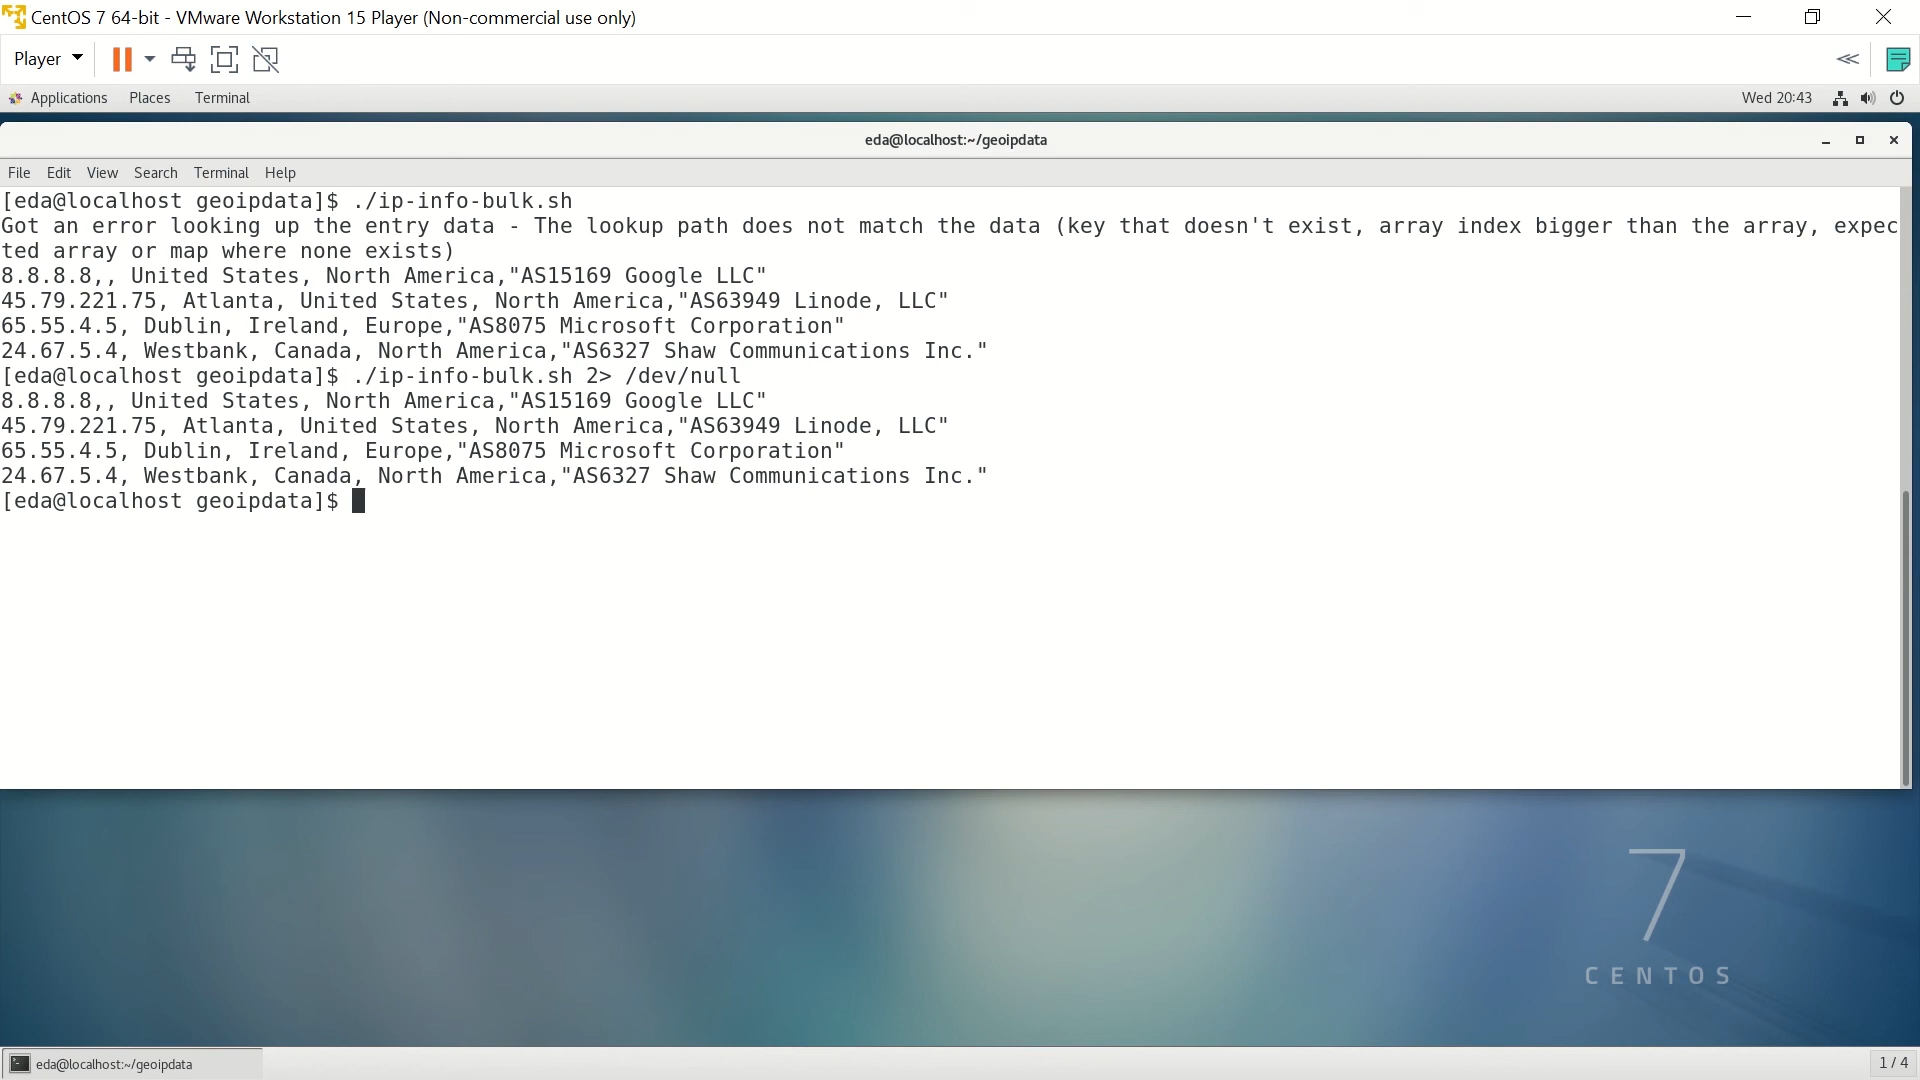 CentOS 7 64-bit - VMware Workstation 15 Player (Non-commercial use only)
Player
Applications Places Terminal Wed 20:43
eda@localhost:~/geoipdata
File Edit View Search Terminal Help
[eda@localhost geoipdata]$ ./ip-info-bulk.sh
Got an error looking up the entry data - The lookup path does not match the data (key that doesn't exist, array index bigger than the array, expec
ted array or map where none exists)
8.8.8.8,, United States, North America,"AS15169 Google LLC"
45.79.221.75, Atlanta, United States, North America,"AS63949 Linode, LLC"
65.55.4.5, Dublin, Ireland, Europe,"AS8075 Microsoft Corporation"
24.67.5.4, Westbank, Canada, North America,"AS6327 Shaw Communications Inc."
[eda@localhost geoipdata]$ ./ip-info-bulk.sh 2> /dev/null
8.8.8.8,, United States, North America,"AS15169 Google LLC"
45.79.221.75, Atlanta, United States, North America,"AS63949 Linode, LLC"
65.55.4.5, Dublin, Ireland, Europe,"AS8075 Microsoft Corporation"
24.67.5.4, Westbank, Canada, North America,"AS6327 Shaw Communications Inc."
[eda@localhost geoipdata]$
7
CENTOS
eda@localhost:~/geoipdata 1 / 4